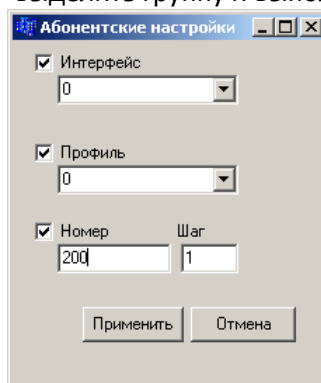 Абонентские настройки
Интерфейс
0
Профиль
0
Номер Шаг
200 1
Применить Отмена